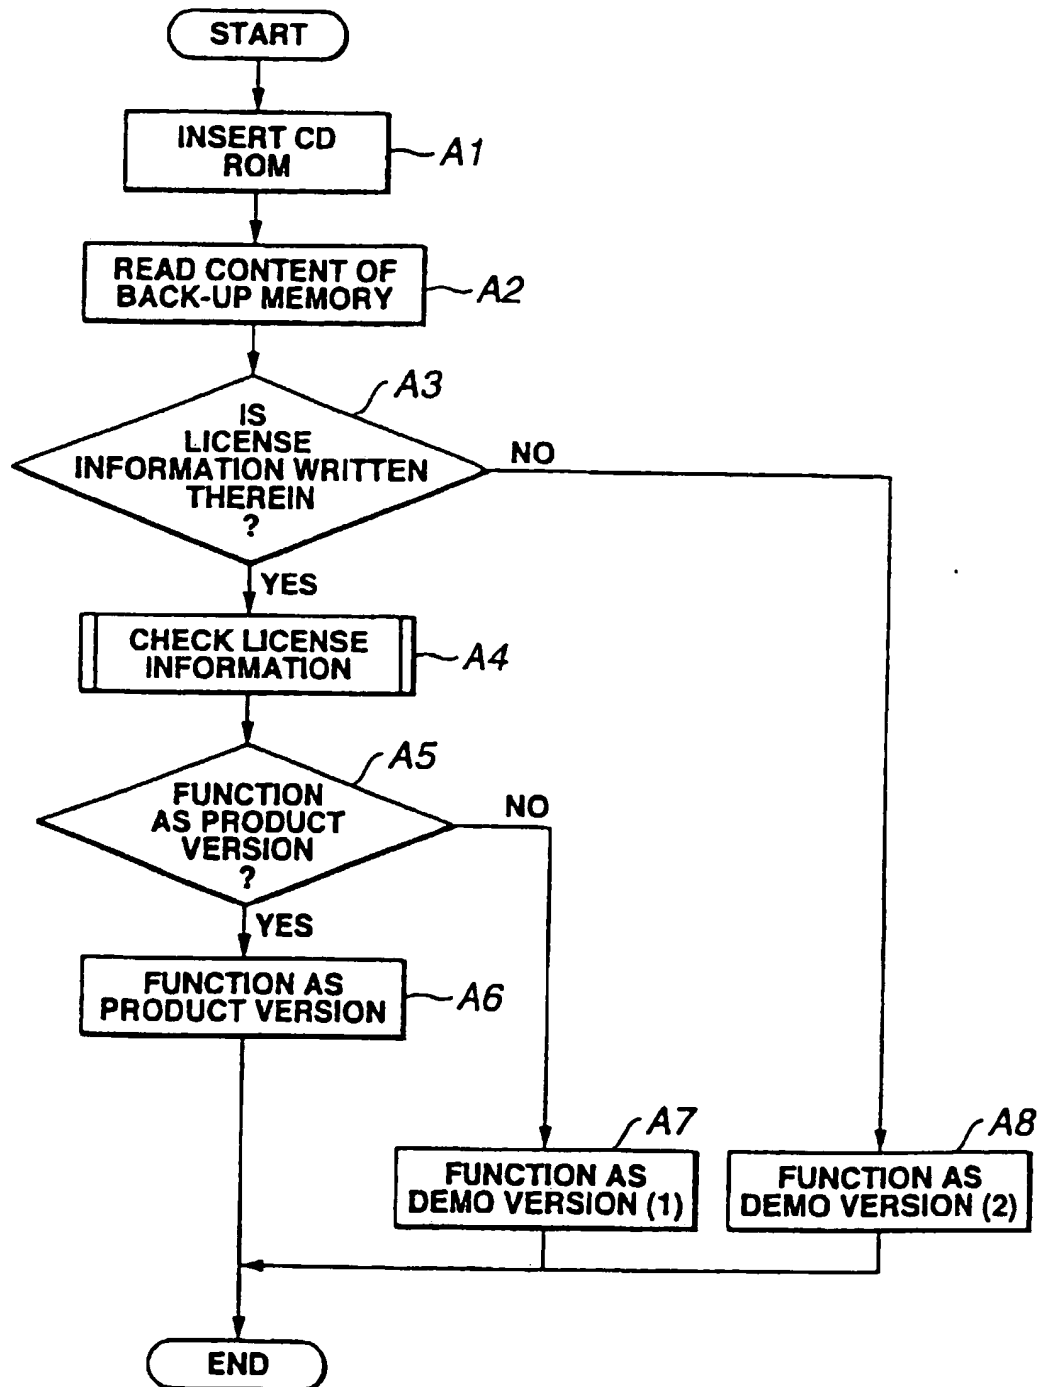 START
INSERT CD
ROM
A1
READ CONTENT OF
BACK-UP MEMORY
A2
A3
IS
LICENSE
INFORMATION WRITTEN
THEREIN
?
NO
YES
CHECK LICENSE
INFORMATION
A4
A5
FUNCTION
AS PRODUCT
VERSION
?
NO
YES
FUNCTION AS
PRODUCT VERSION
A6
A7
FUNCTION AS
DEMO VERSION (1)
A8
FUNCTION AS
DEMO VERSION (2)
END